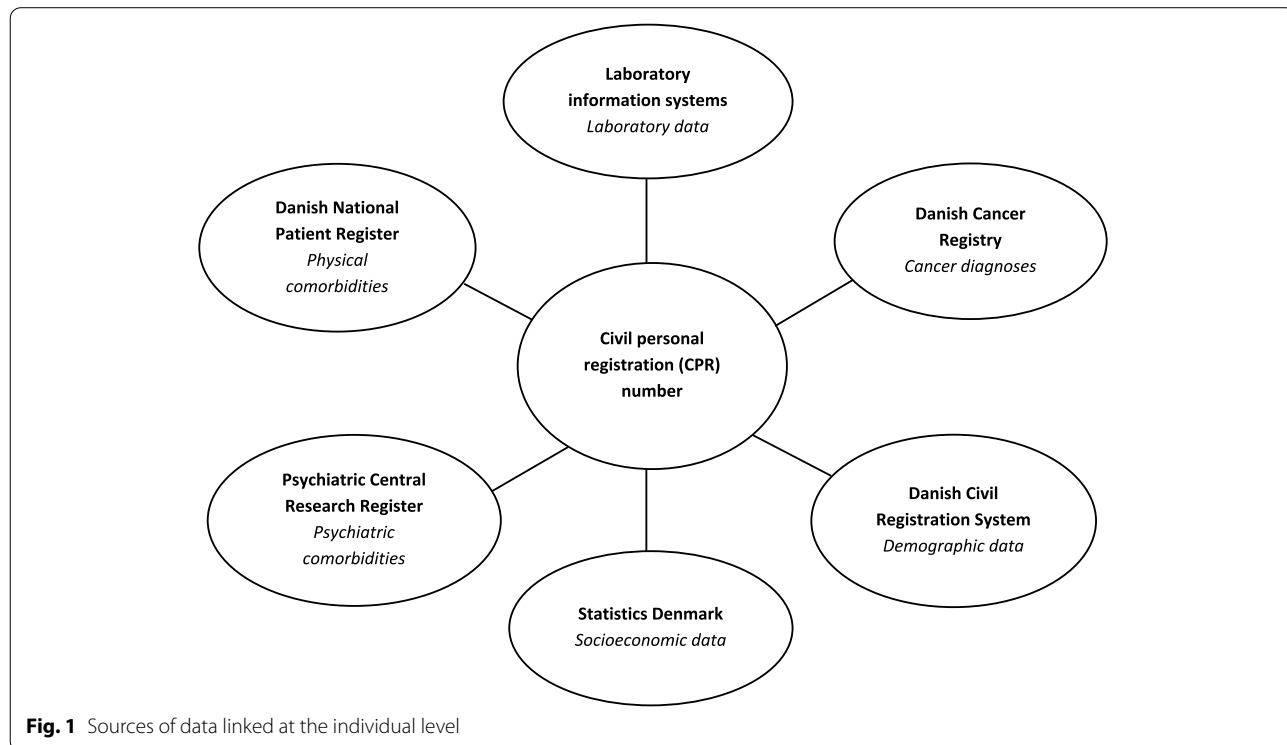 Laboratory
information systems
Laboratory data
Danish National
Patient Register
Physical
comorbidities
Danish Cancer
Registry
Cancer diagnoses
Civil personal
registration (CPR)
number
Psychiatric Central
Research Register
Psychiatric
comorbidities
Danish Civil
Registration System
Demographic data
Statistics Denmark
Socioeconomic data
Fig. 1 Sources of data linked at the individual level